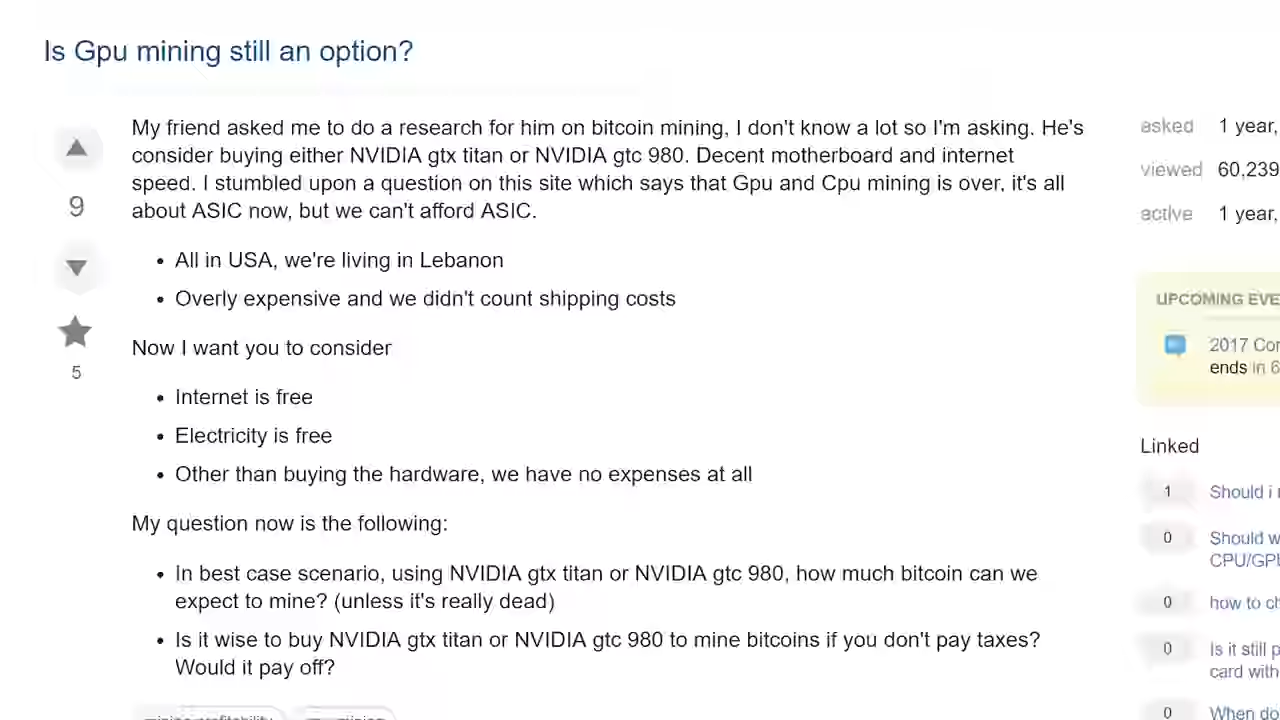 Is Gpu mining still an option?
My friend asked me to do a research for him on bitcoin mining, I don't know a lot so I'm asking. He's
consider buying either NVIDIA gtx titan or NVIDIA gtc 980. Decent motherboard and internet
speed. I stumbled upon a question on this site which says that Gpu and Cpu mining is over, it's all
about ASIC now, but we can't afford ASIC.
9
• All in USA, we're living in Lebanon
• Overly expensive and we didn't count shipping costs
5
Now I want you to consider
• Internet is free
• Electricity is free
• Other than buying the hardware, we have no expenses at all
My question now is the following:
• In best case scenario, using NVIDIA gtx titan or NVIDIA gtc 980, how much bitcoin can we
expect to mine? (unless it's really dead)
• Is it wise to buy NVIDIA gtx titan or NVIDIA gtc 980 to mine bitcoins if you don't pay taxes?
Would it pay off?
asked 1 year,
viewed 60,239
active 1 year,
UPCOMING EVE
2017 Co
ends in 6
Linked
1 Should i
0 Should w
CPU/GPU
0 how to ch
0 Is it still p
card with
0 When do